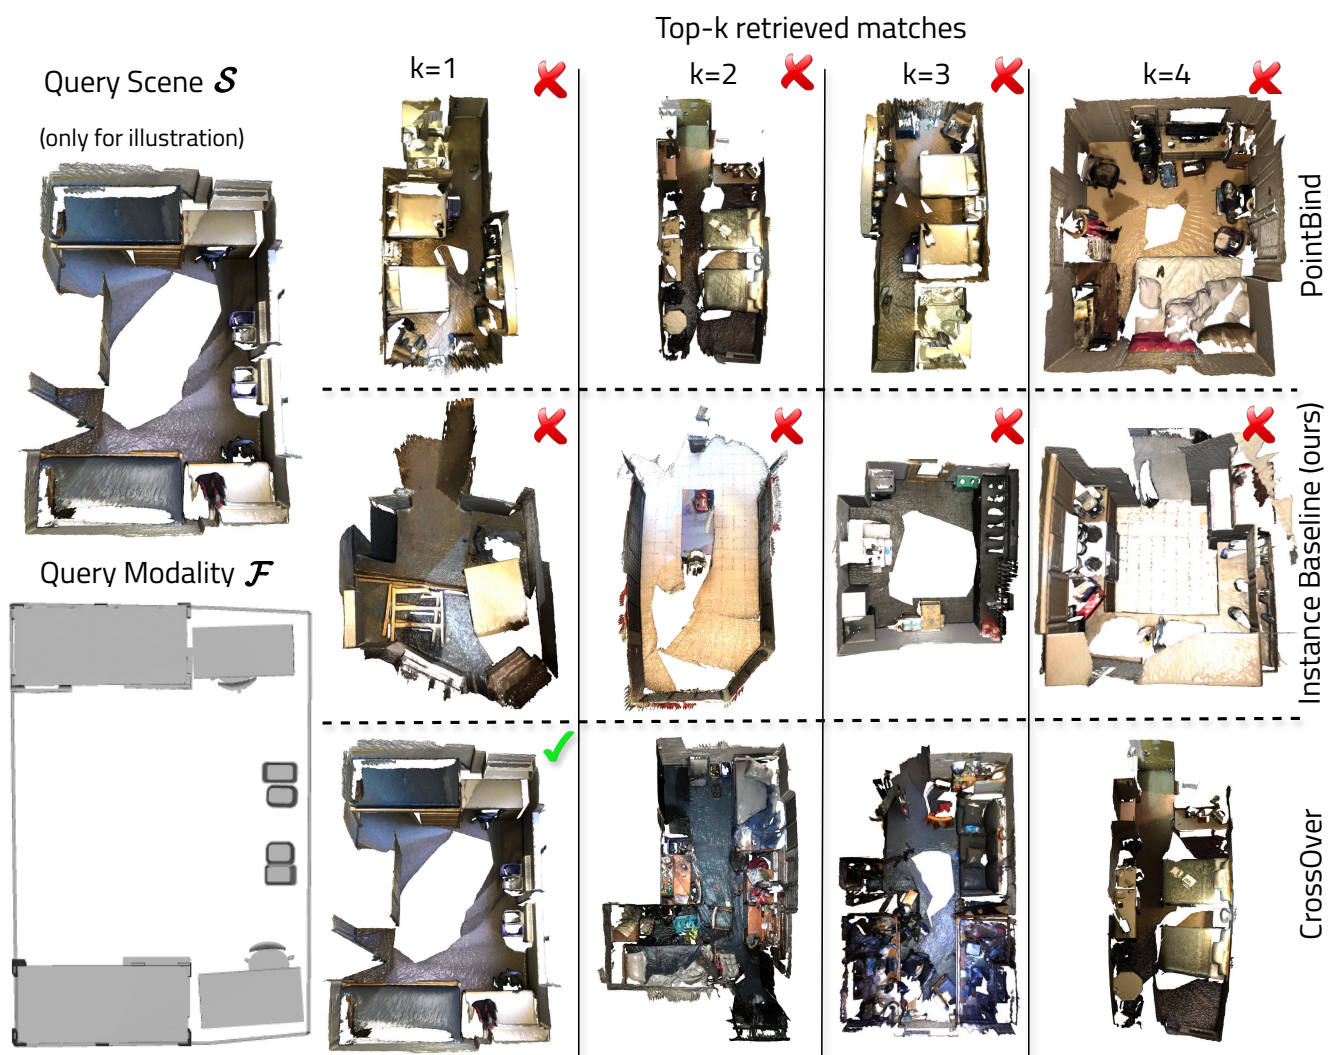 Top-k retrieved matches
Query Scene S
(only for illustration)
k=1
k=2
k=3
k=4
PointBind
Instance Baseline (ours)
Query Modality F
CrossOver